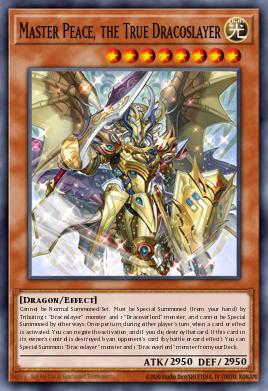 Master Peace, the True Dracoslayer
光
[DRAGON/EFFECT]
Cannot be Normal Summoned/Set. Must be Special Summoned (from your hand) by
Tributing 1 "Dracoslayer" monster and 1 "Dracoverlord" monster, and cannot be Special
Summoned by other ways. Once per turn, during either player's turn, when a card or effect
is activated: You can negate the activation, and if you do, destroy that card. If this card in
its owner's control is destroyed by an opponent's card (by battle or card effect): You can
Special Summon 1 "Dracoslayer" monster and 1 "Dracoverlord" monster from your Deck.
ATK/2950 DEF/2950